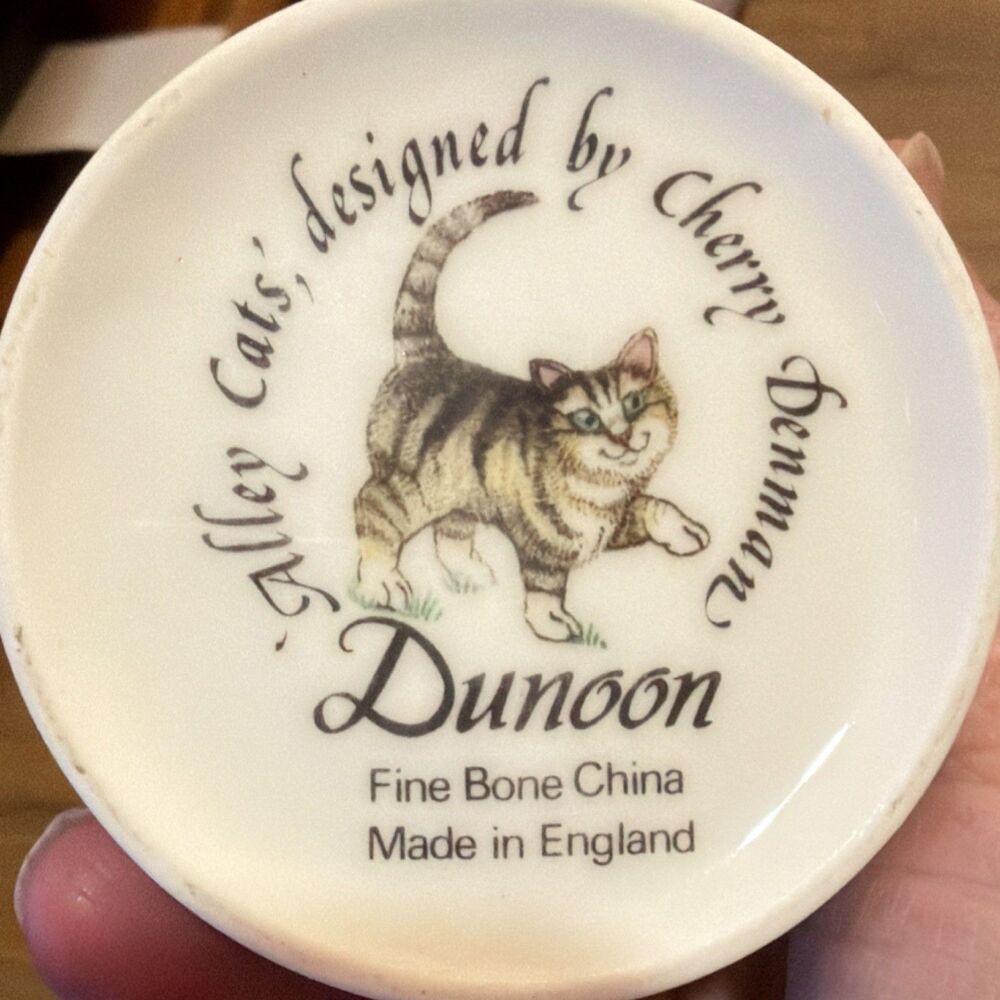 'Alley Cats', designed by Cherry Denman
Dunoon
Fine Bone China
Made in England